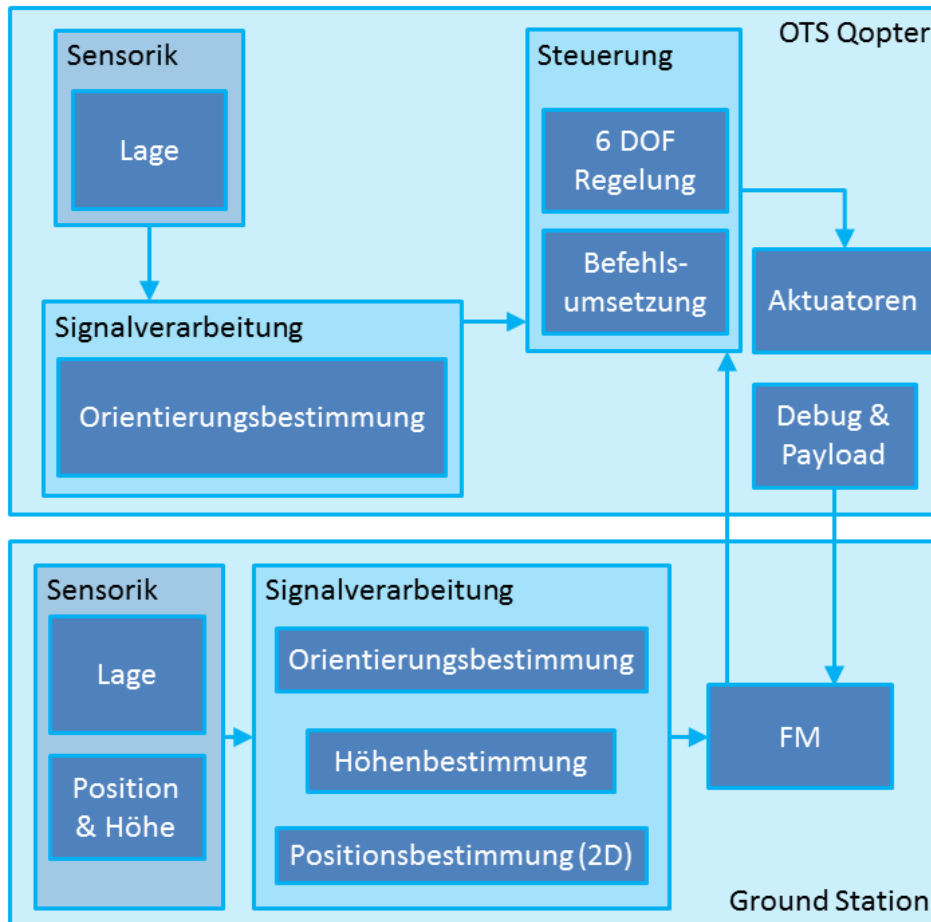 OTS Qopter
Sensorik
Lage
Steuerung
6 DOF
Regelung
Befehls-
umsetzung
Aktuatoren
Signalverarbeitung
Orientierungsbestimmung
Debug &
Payload
Sensorik
Lage
Position
& Höhe
Signalverarbeitung
Orientierungsbestimmung
Höhenbestimmung
Positionsbestimmung (2D)
FM
Ground Station